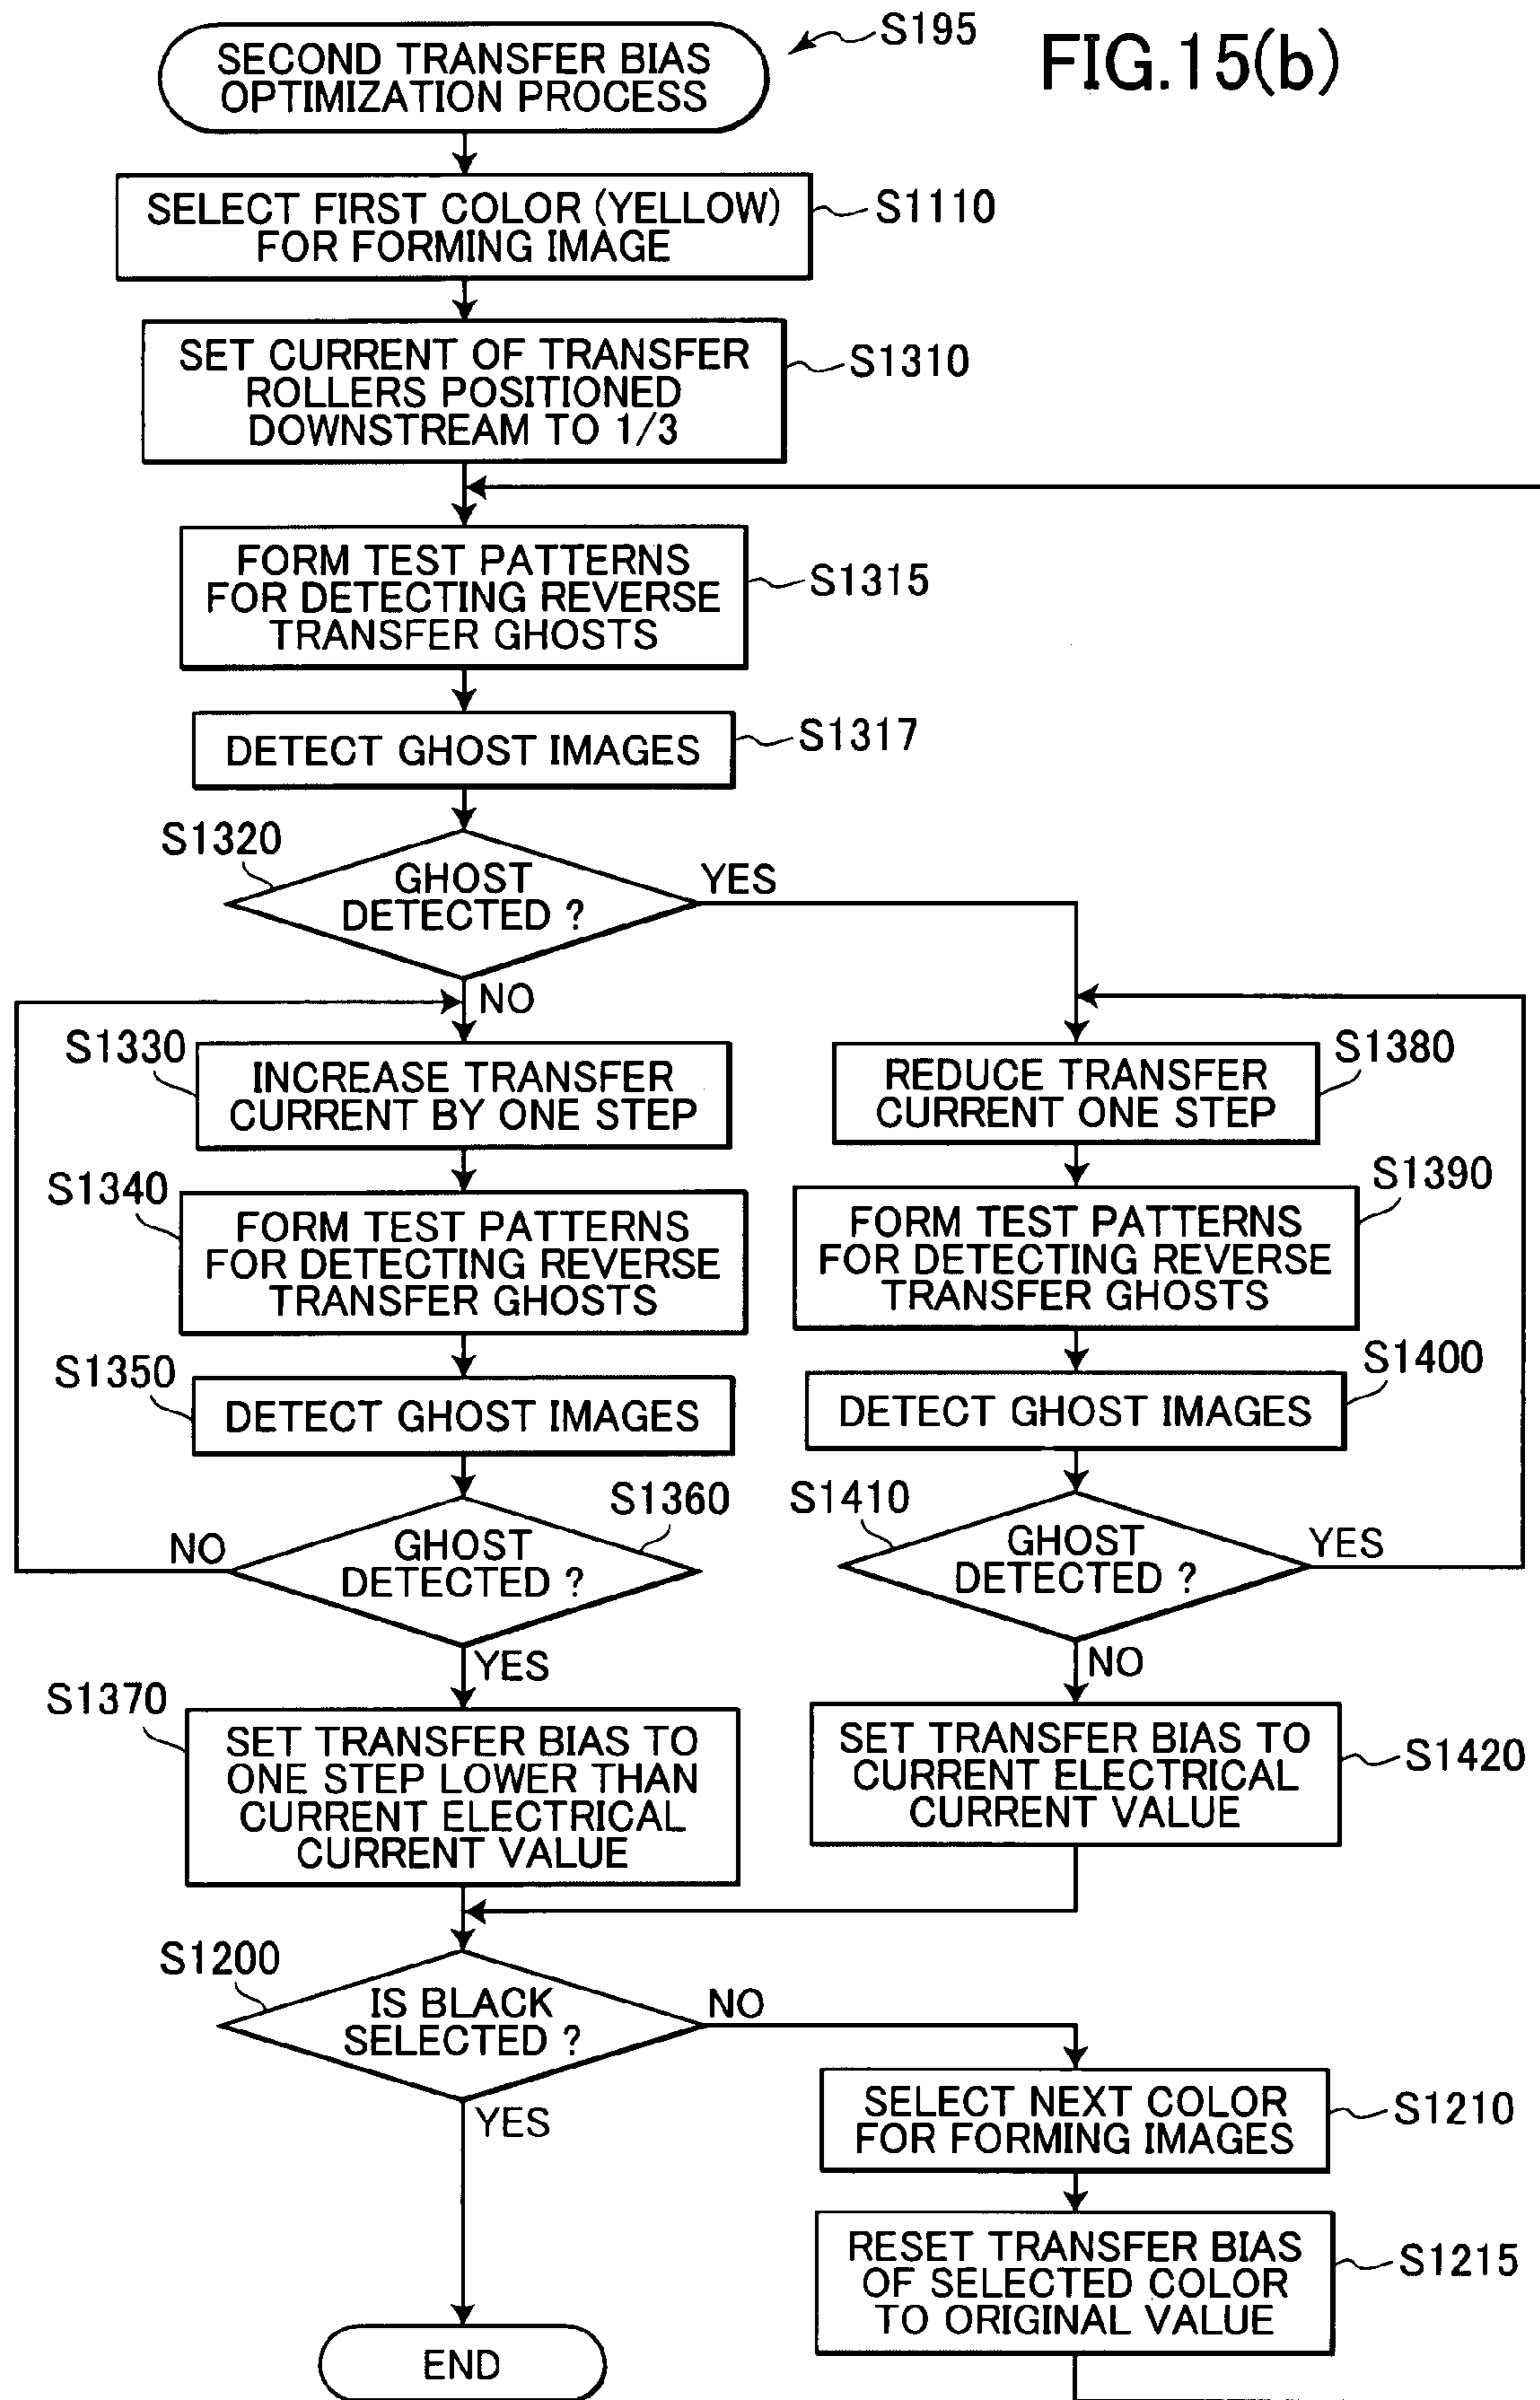 FIG.15(b)
S195
SECOND TRANSFER BIAS
OPTIMIZATION PROCESS
SELECT FIRST COLOR (YELLOW)
FOR FORMING IMAGE
S1110
SET CURRENT OF TRANSFER
ROLLERS POSITIONED
DOWNSTREAM TO 1/3
S1310
FORM TEST PATTERNS
FOR DETECTING REVERSE
TRANSFER GHOSTS
S1315
DETECT GHOST IMAGES
S1317
S1320
GHOST
DETECTED ?
YES
NO
S1330
INCREASE TRANSFER
CURRENT BY ONE STEP
S1380
REDUCE TRANSFER
CURRENT ONE STEP
S1340
FORM TEST PATTERNS
FOR DETECTING REVERSE
TRANSFER GHOSTS
S1390
FORM TEST PATTERNS
FOR DETECTING REVERSE
TRANSFER GHOSTS
S1350
DETECT GHOST IMAGES
S1400
DETECT GHOST IMAGES
S1360
GHOST
DETECTED ?
NO
YES
S1410
GHOST
DETECTED ?
YES
NO
S1370
SET TRANSFER BIAS TO
ONE STEP LOWER THAN
CURRENT ELECTRICAL
CURRENT VALUE
SET TRANSFER BIAS TO
CURRENT ELECTRICAL
CURRENT VALUE
S1420
S1200
IS BLACK
SELECTED ?
NO
YES
SELECT NEXT COLOR
FOR FORMING IMAGES
S1210
RESET TRANSFER BIAS
OF SELECTED COLOR
TO ORIGINAL VALUE
S1215
END